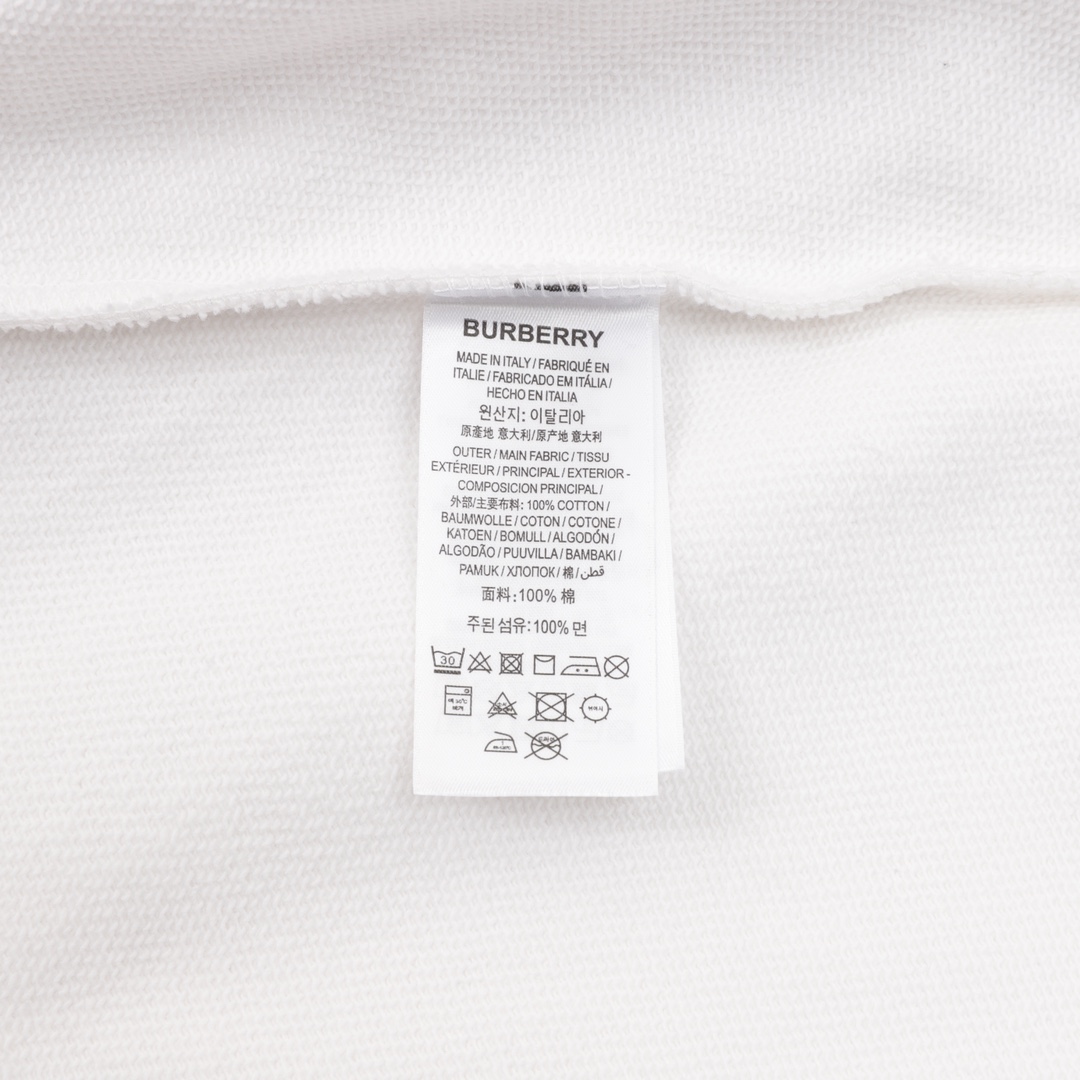 BURBERRY
MADE IN ITALY / FABRIQUÉ EN
ITALIE / FABRICADO EM ITÁLIA /
HECHO EN ITALIA
원산지: 이탈리아
原產地 意大利/原产地 意大利
OUTER / MAIN FABRIC / TISSU
EXTÉRIEUR / PRINCIPAL / EXTERIOR -
COMPOSICION PRINCIPAL /
外部/主要布料: 100% COTTON /
BAUMWOLLE / COTON / COTONE /
KATOEN / BOMULL / ALGODÓN /
ALGODÃO / PUUVILLA / BAMBAKI /
PAMUK / ХЛОПОК / 棉 / قطن
面料:100% 棉
주된 섬유:100% 면
30